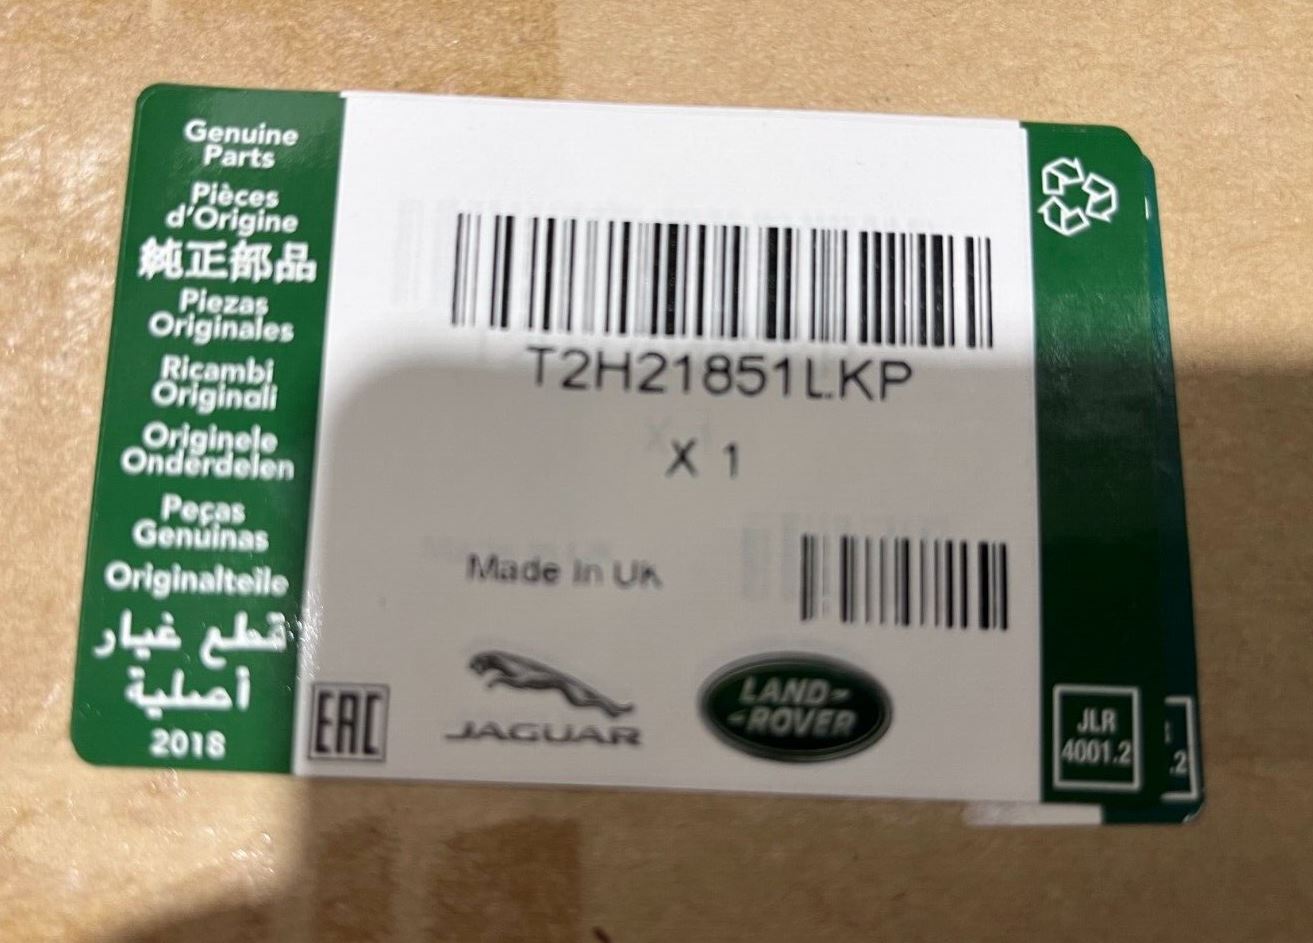 Genuine
Parts
Pièces
d'Origine
純正部品
Piezas
Originales
Ricambi
Originali
Originele
Onderdelen
Peças
Genuínas
Originalteile
قطع غيار
أصلية
2018
T2H21851LKP
X 1
Made In UK
EAC
JAGUAR
LAND-
-ROVER
JLR
4001.2
.2